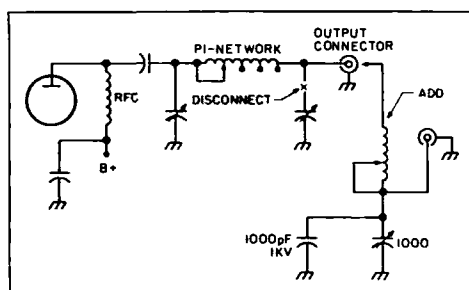 PI-NETWORK
OUTPUT
CONNECTOR
RFC
DISCONNECT
ADD
B+
1000pF
1KV
1000